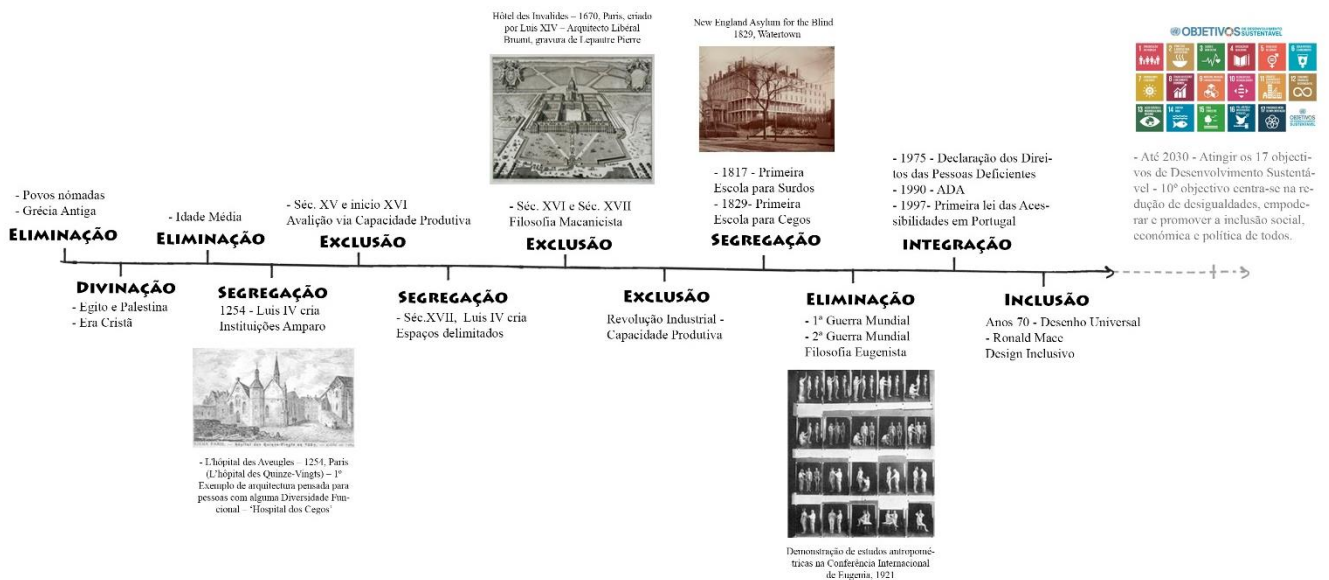 Hôtel des Invalides – 1670, Paris, criado
por Luis XIV – Arquitecto Libéral
Bruant, gravura de Lepautre Pierre
New England Asylum for the Blind
1829, Watertown
OBJETIVOS DE DESENVOLVIMENTO
SUSTENTÁVEL
- Povos nómadas
- Grécia Antiga
ELIMINAÇÃO
- Idade Média
ELIMINAÇÃO
- Séc. XV e início XVI
Avalição via Capacidade Produtiva
EXCLUSÃO
- Séc. XVI e Séc. XVII
Filosofia Macanicista
EXCLUSÃO
- 1817 - Primeira
Escola para Surdos
- 1829- Primeira
Escola para Cegos
SEGREGAÇÃO
- 1975 - Declaração dos Direi-
tos das Pessoas Deficientes
- 1990 - ADA
- 1997- Primeira lei das Aces-
sibilidades em Portugal
INTEGRAÇÃO
- Até 2030 - Atingir os 17 objecti-
vos de Desenvolvimento Sustentá-
vel - 10º objectivo centra-se na re-
dução de desigualdades, empode-
rar e promover a inclusão social,
económica e política de todos.
DIVINAÇÃO
- Egito e Palestina
- Era Cristã
SEGREGAÇÃO
1254 - Luis IV cria
Instituições Amparo
SEGREGAÇÃO
- Séc.XVII, Luis IV cria
Espaços delimitados
EXCLUSÃO
Revolução Industrial -
Capacidade Produtiva
ELIMINAÇÃO
- 1ª Guerra Mundial
- 2ª Guerra Mundial
Filosofia Eugenista
INCLUSÃO
Anos 70 - Desenho Universal
- Ronald Mace
Design Inclusivo
- L'hôpital des Aveugles – 1254, Paris
(L'hôpital des Quinze-Vingts) – 1º
Exemplo de arquitectura pensada para
pessoas com alguma Diversidade Fun-
cional – 'Hospital dos Cegos'
Demonstração de estudos antropomé-
tricas na Conferência Internacional
de Eugenia, 1921